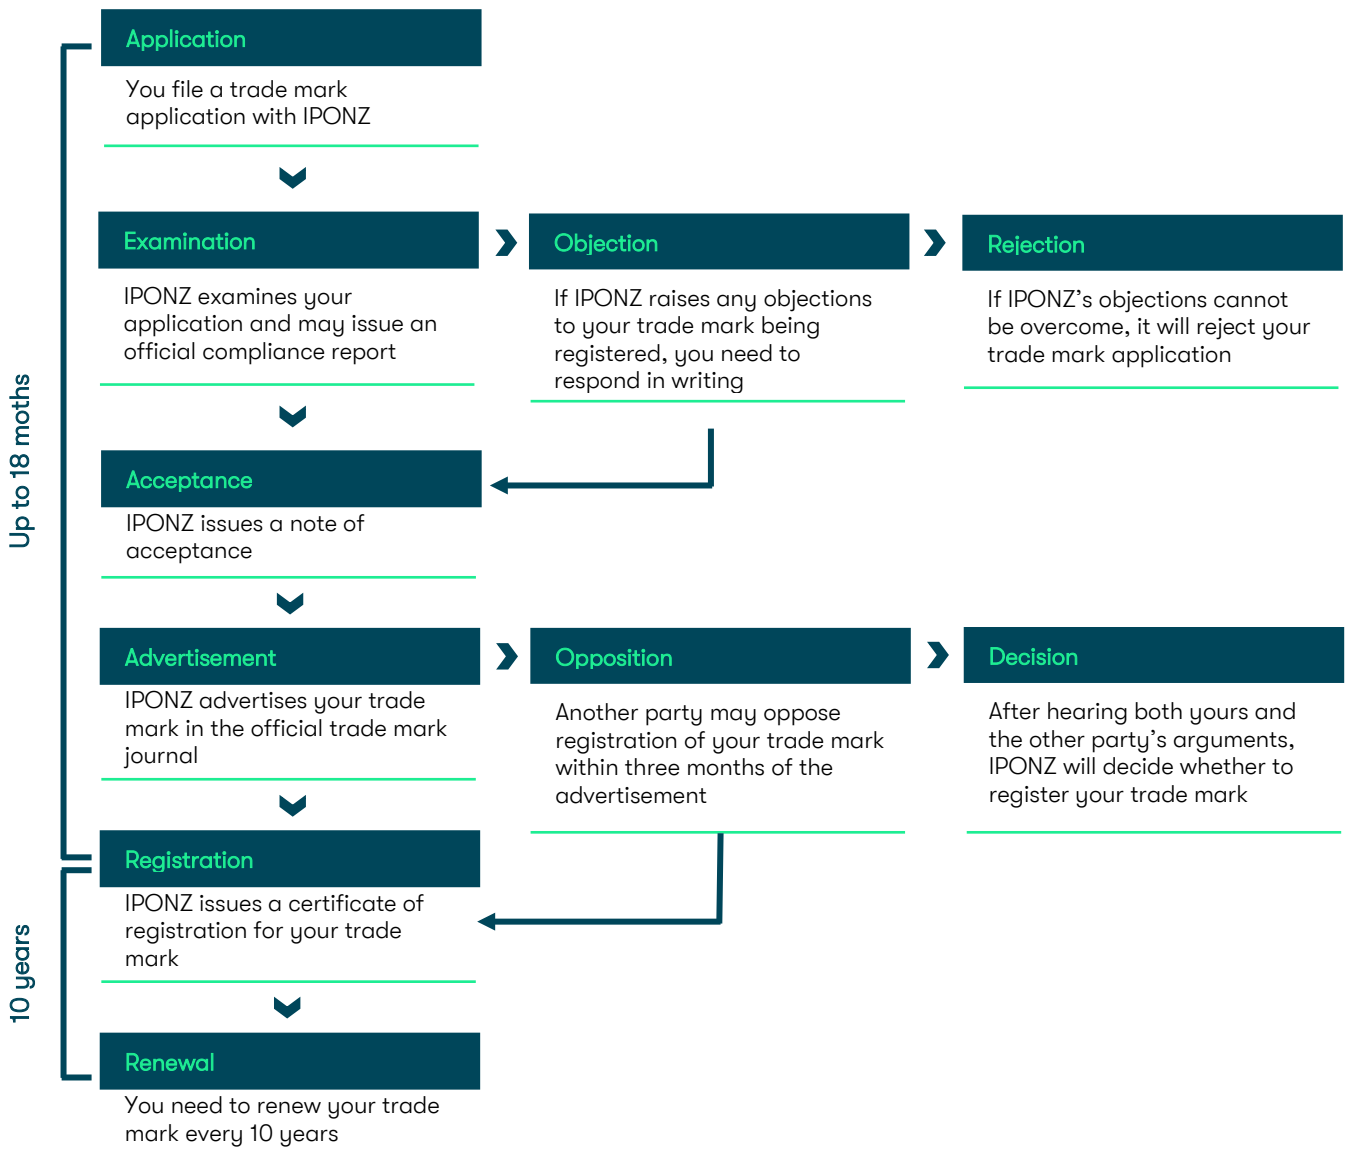 Application
You file a trade mark
application with IPONZ
Examination
IPONZ examines your
application and may issue an
official compliance report
Objection
If IPONZ raises any objections
to your trade mark being
registered, you need to
respond in writing
Rejection
If IPONZ's objections cannot
be overcome, it will reject your
trade mark application
Up to 18 moths
Acceptance
IPONZ issues a note of
acceptance
Advertisement
IPONZ advertises your trade
mark in the official trade mark
journal
Opposition
Another party may oppose
registration of your trade mark
within three months of the
advertisement
Decision
After hearing both yours and
the other party's arguments,
IPONZ will decide whether to
register your trade mark
Registration
IPONZ issues a certificate of
registration for your trade
mark
10 years
Renewal
You need to renew your trade
mark every 10 years